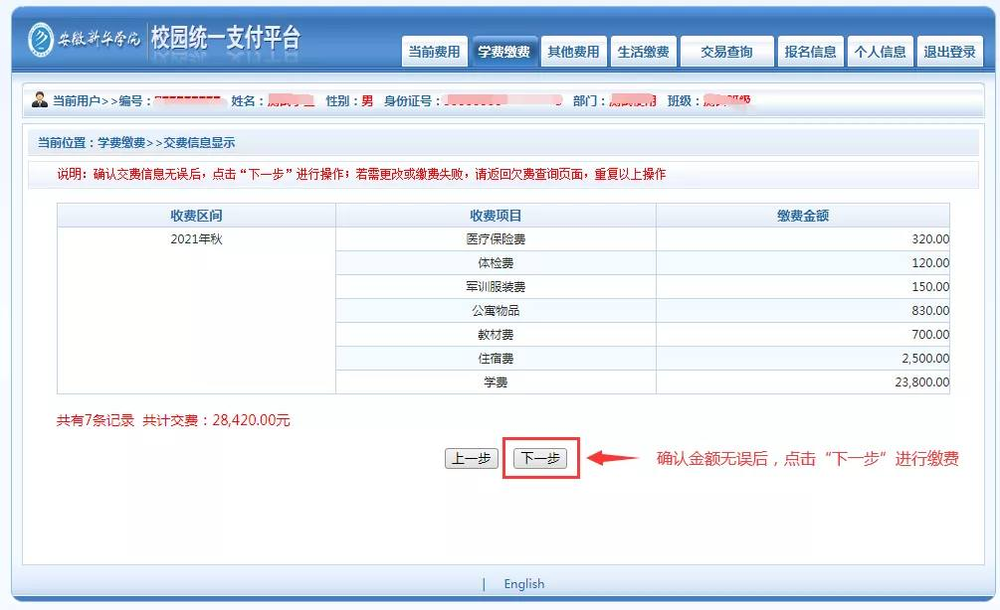 安徽新华学院 校园统一支付平台
当前费用 学费缴费 其他费用 生活缴费 交易查询 报名信息 个人信息 退出登录
当前用户>>编号： 姓名： 性别：男 身份证号： 部门： 班级：
当前位置：学费缴费>>交费信息显示
说明：确认交费信息无误后，点击“下一步”进行操作；若需更改或缴费失败，请返回欠费查询页面，重复以上操作
收费区间 收费项目 缴费金额
2021年秋 医疗保险费 320.00
体检费 120.00
军训服装费 150.00
公寓物品 830.00
教材费 700.00
住宿费 2,500.00
学费 23,800.00
共有7条记录 共计交费：28,420.00元
上一步 下一步 确认金额无误后，点击“下一步”进行缴费
| English